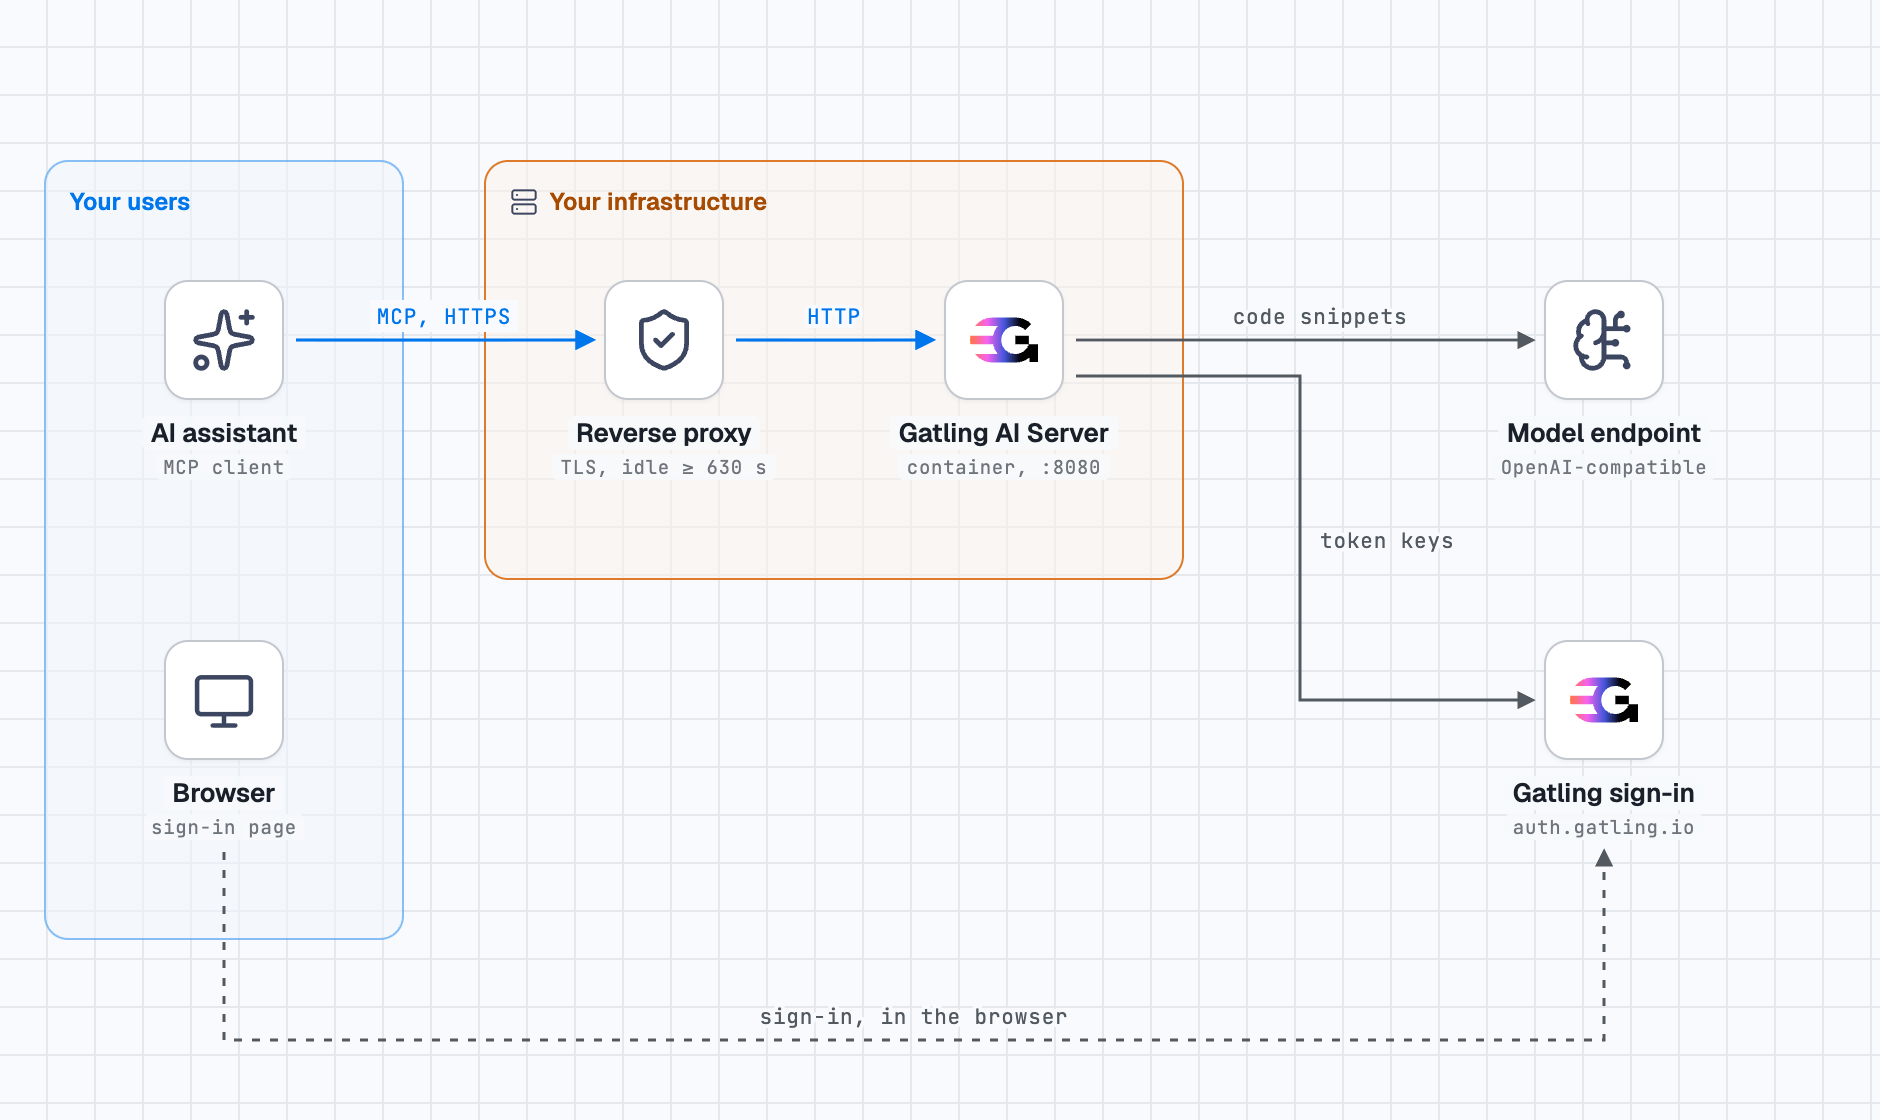 Your users
Your infrastructure
MCP, HTTPS
HTTP
code snippets
AI assistant
MCP client
Reverse proxy
TLS, idle ≥ 630 s
Gatling AI Server
container, :8080
Model endpoint
OpenAI-compatible
token keys
Browser
sign-in page
Gatling sign-in
auth.gatling.io
sign-in, in the browser